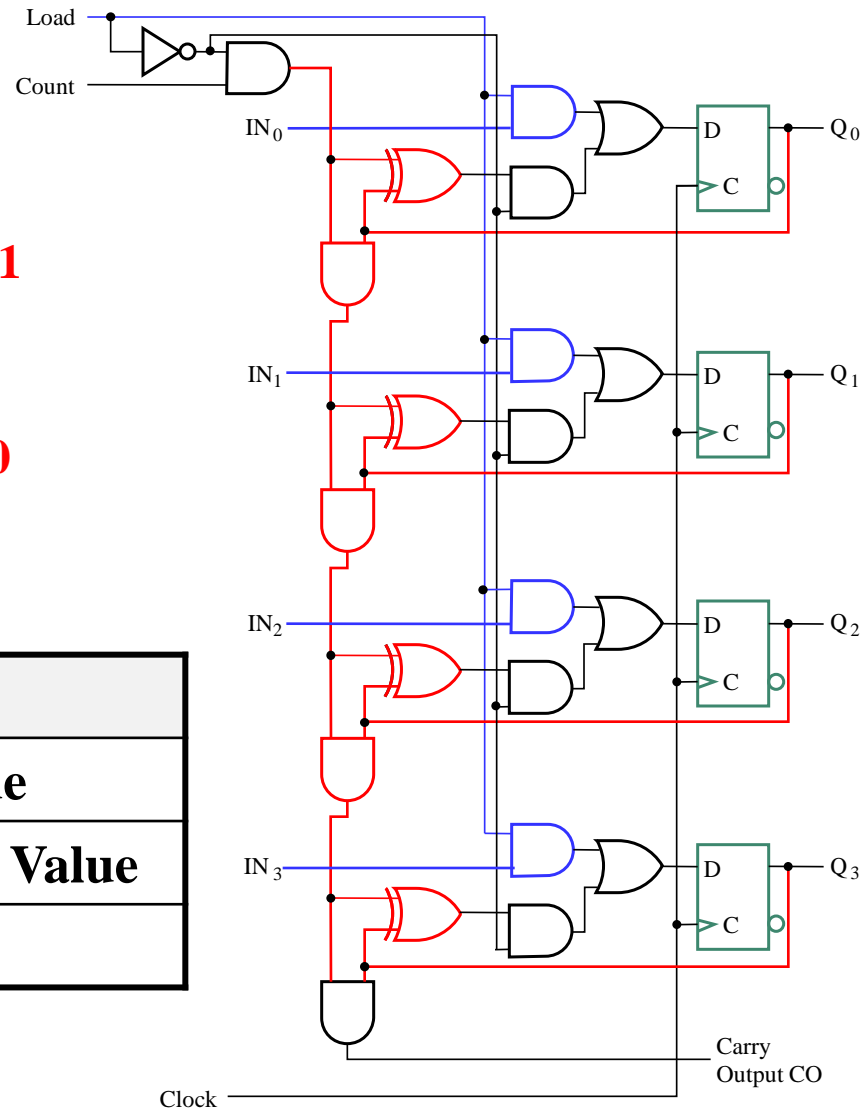 Load
Count
IN0
D
Q0
C
1
IN1
D
Q1
C
0
IN2
D
Q2
C
Value
IN3
D
Q3
C
Carry
Output CO
Clock